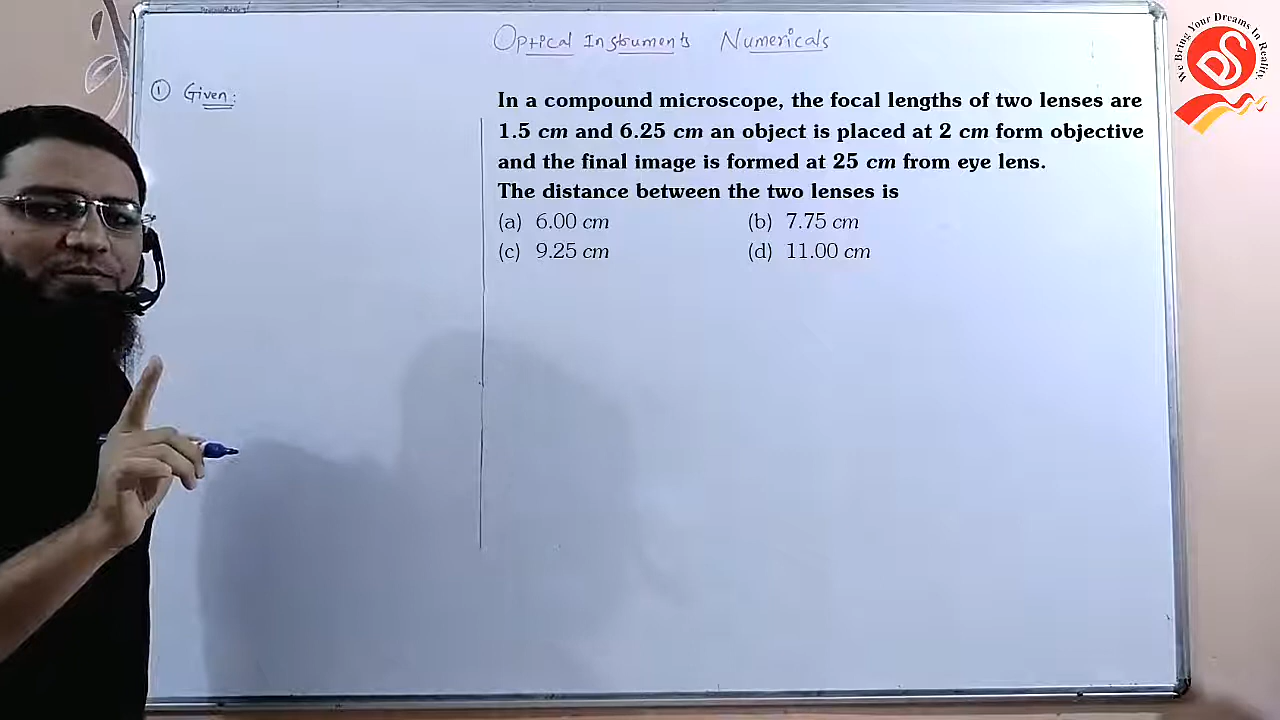 Optical Instruments Numericals
① Given:
In a compound microscope, the focal lengths of two lenses are
1.5 cm and 6.25 cm an object is placed at 2 cm form objective
and the final image is formed at 25 cm from eye lens.
The distance between the two lenses is
(a) 6.00 cm (b) 7.75 cm
(c) 9.25 cm (d) 11.00 cm
We Bring Your Dreams In Reality
DS